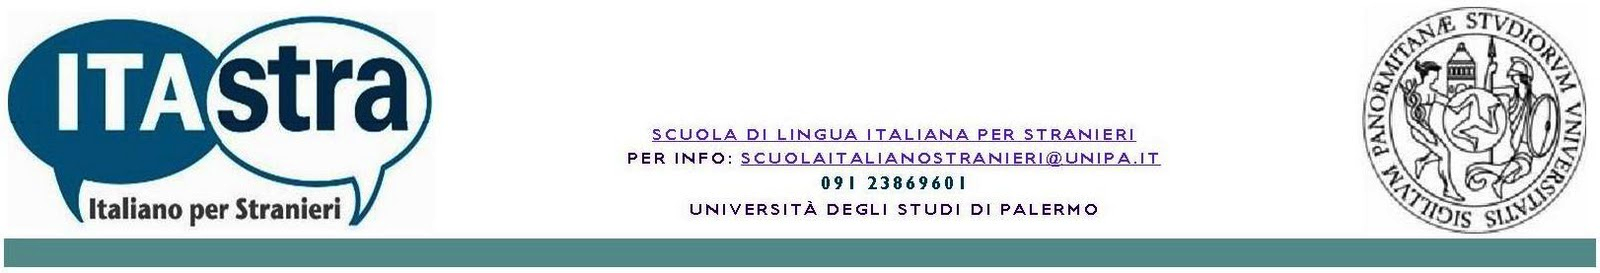 ITAstra
Italiano per Stranieri
SCUOLA DI LINGUA ITALIANA PER STRANIERI
PER INFO: SCUOLAITALIANOSTRANIERI@UNIPA.IT
091 23869601
UNIVERSITÀ DEGLI STUDI DI PALERMO
SIGILLVM PANORMITANÆ STVDIORVM VNIVERSITATIS